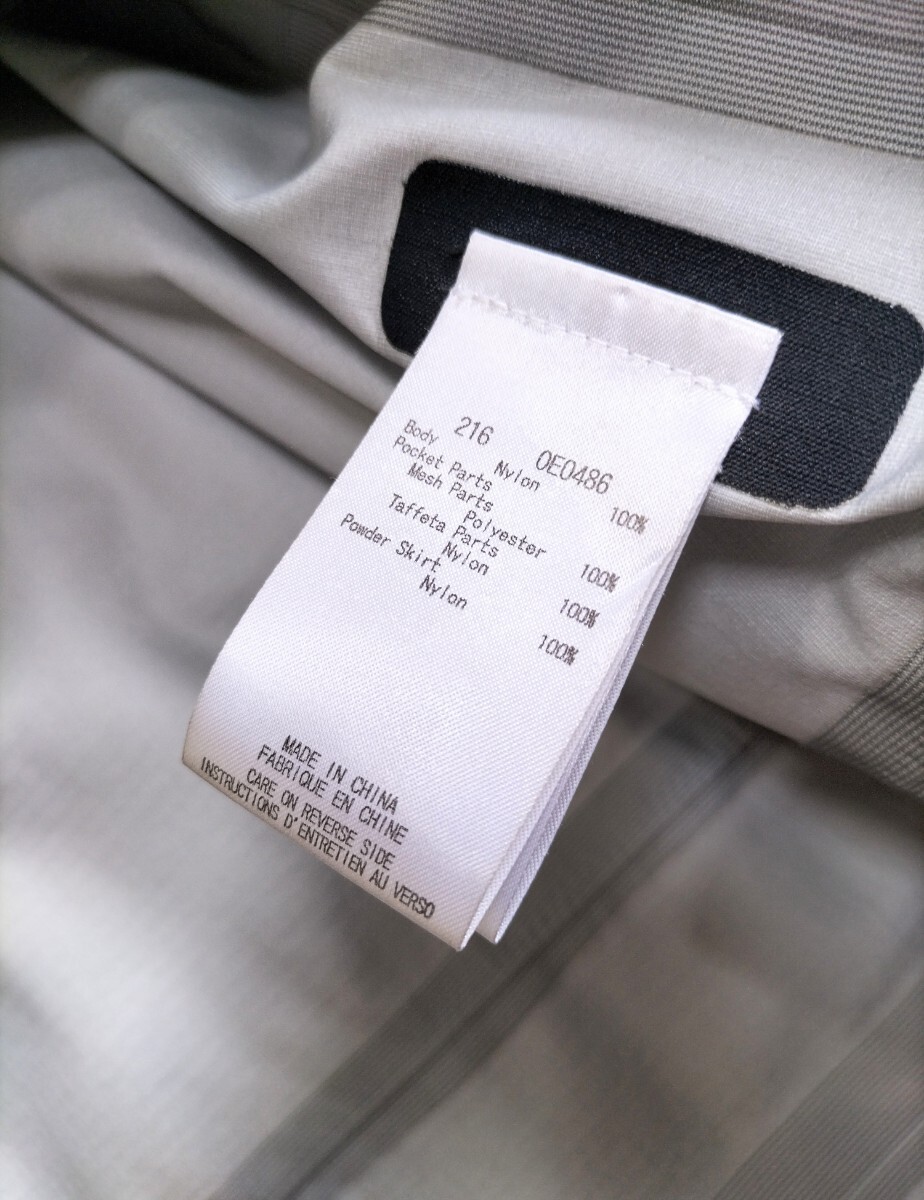 216 0E0486
Body
Nylon 100%
Pocket Parts
Mesh Parts
Polyester 100%
Taffeta Parts
Nylon 100%
Powder Skirt
Nylon 100%
MADE IN CHINA
FABRIQUE EN CHINE
CARE ON REVERSE SIDE
INSTRUCTIONS D'ENTRETIEN AU VERSO